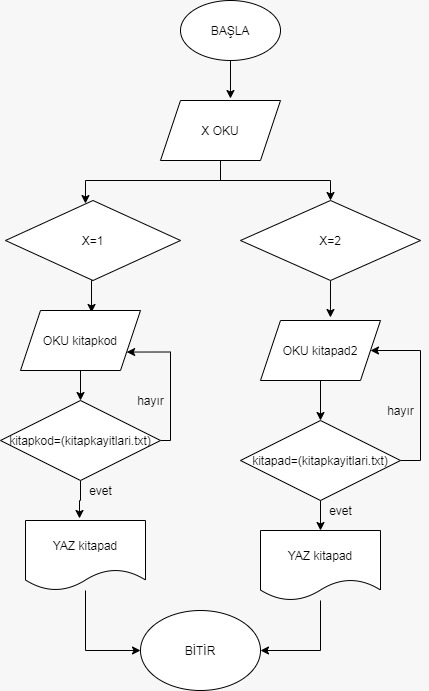 BAŞLA
X OKU
X=1
X=2
OKU kitapkod
OKU kitapad2
hayır
hayır
kitapkod=(kitapkayitlari.txt)
kitapad=(kitapkayitlari.txt)
evet
evet
YAZ kitapad
YAZ kitapad
BİTİR